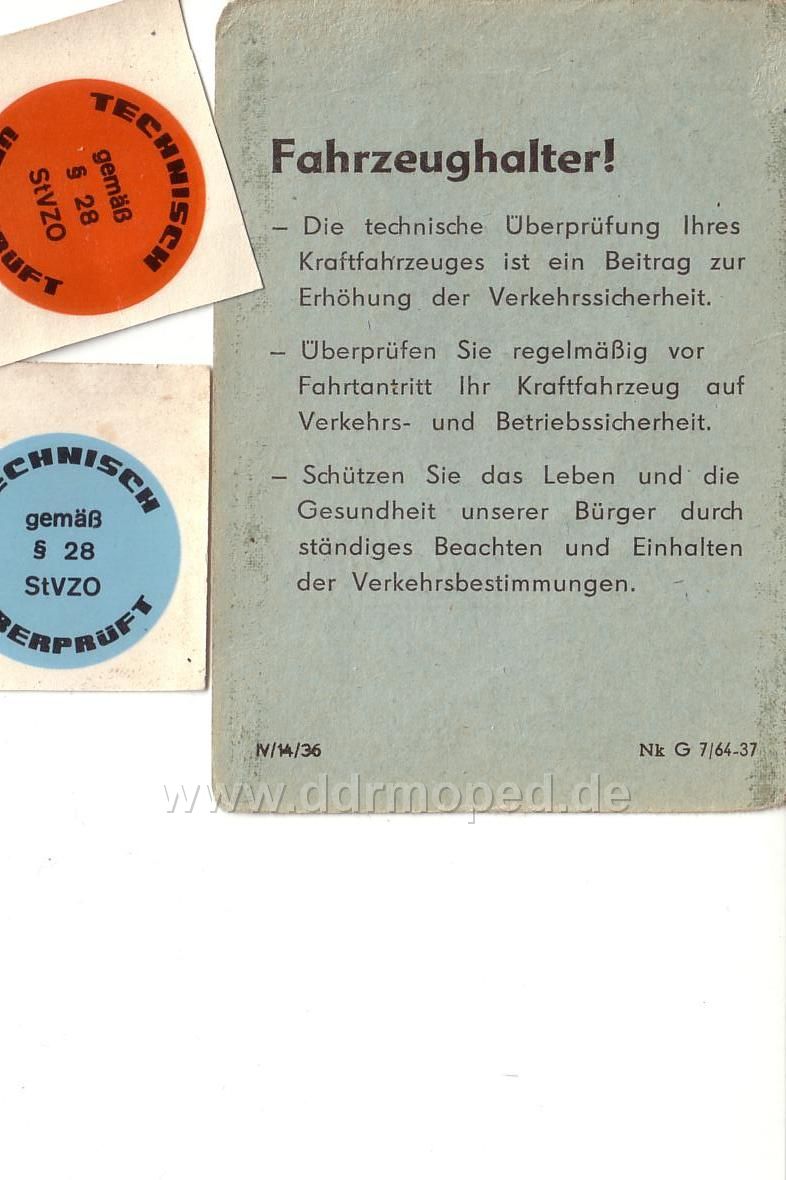 TECHNISCH
gemäß
§ 28
StVZO
ECHNISCH
gemäß
§ 28
StVZO
BERPRÜFT
Fahrzeughalter!
– Die technische Überprüfung Ihres
Kraftfahrzeuges ist ein Beitrag zur
Erhöhung der Verkehrssicherheit.
– Überprüfen Sie regelmäßig vor
Fahrtantritt Ihr Kraftfahrzeug auf
Verkehrs- und Betriebssicherheit.
– Schützen Sie das Leben und die
Gesundheit unserer Bürger durch
ständiges Beachten und Einhalten
der Verkehrsbestimmungen.
IV/14/36 Nk G 7/64-37
www.ddrmoped.de